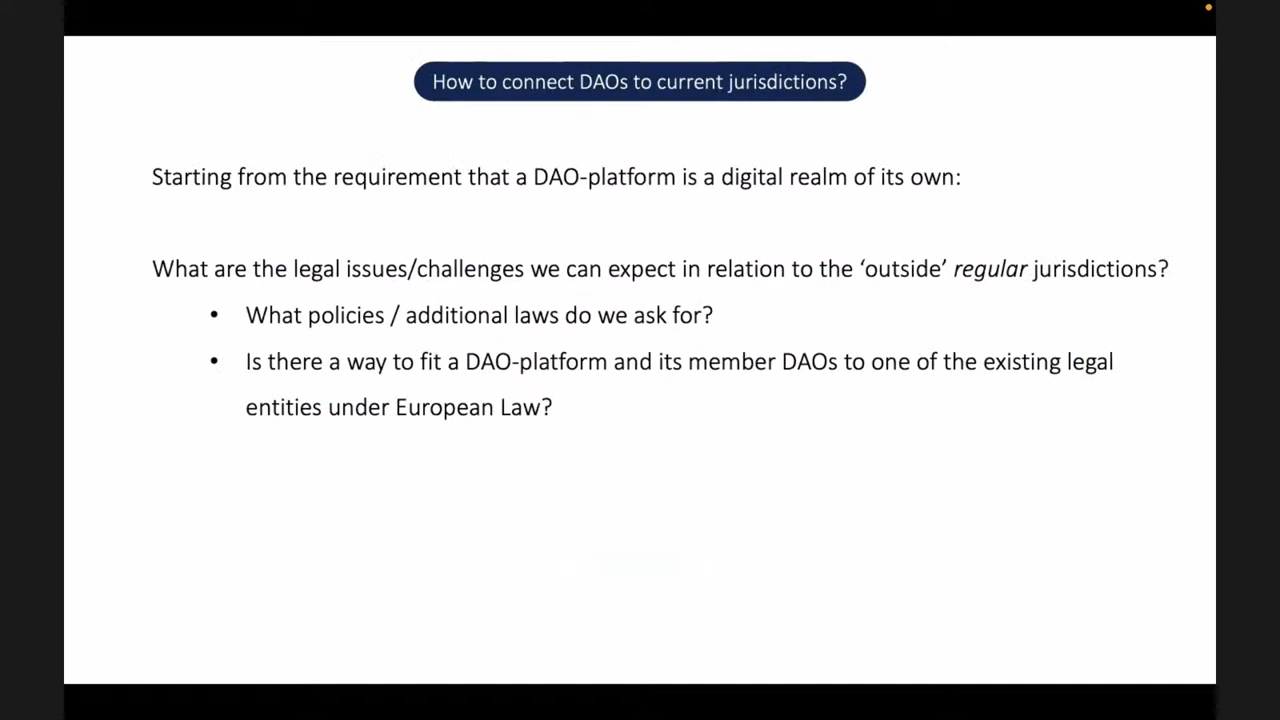 How to connect DAOs to current jurisdictions?
Starting from the requirement that a DAO-platform is a digital realm of its own:
What are the legal issues/challenges we can expect in relation to the ‘outside’ regular jurisdictions?
• What policies / additional laws do we ask for?
• Is there a way to fit a DAO-platform and its member DAOs to one of the existing legal
entities under European Law?